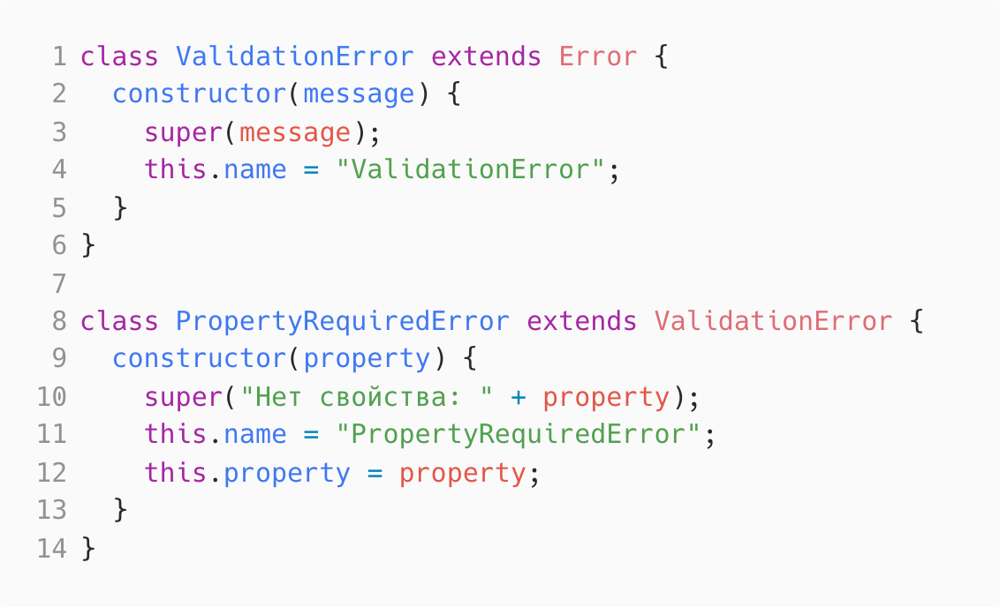 1 class ValidationError extends Error {
2   constructor(message) {
3     super(message);
4     this.name = "ValidationError";
5   }
6 }
7
8 class PropertyRequiredError extends ValidationError {
9   constructor(property) {
10     super("Нет свойства: " + property);
11     this.name = "PropertyRequiredError";
12     this.property = property;
13   }
14 }